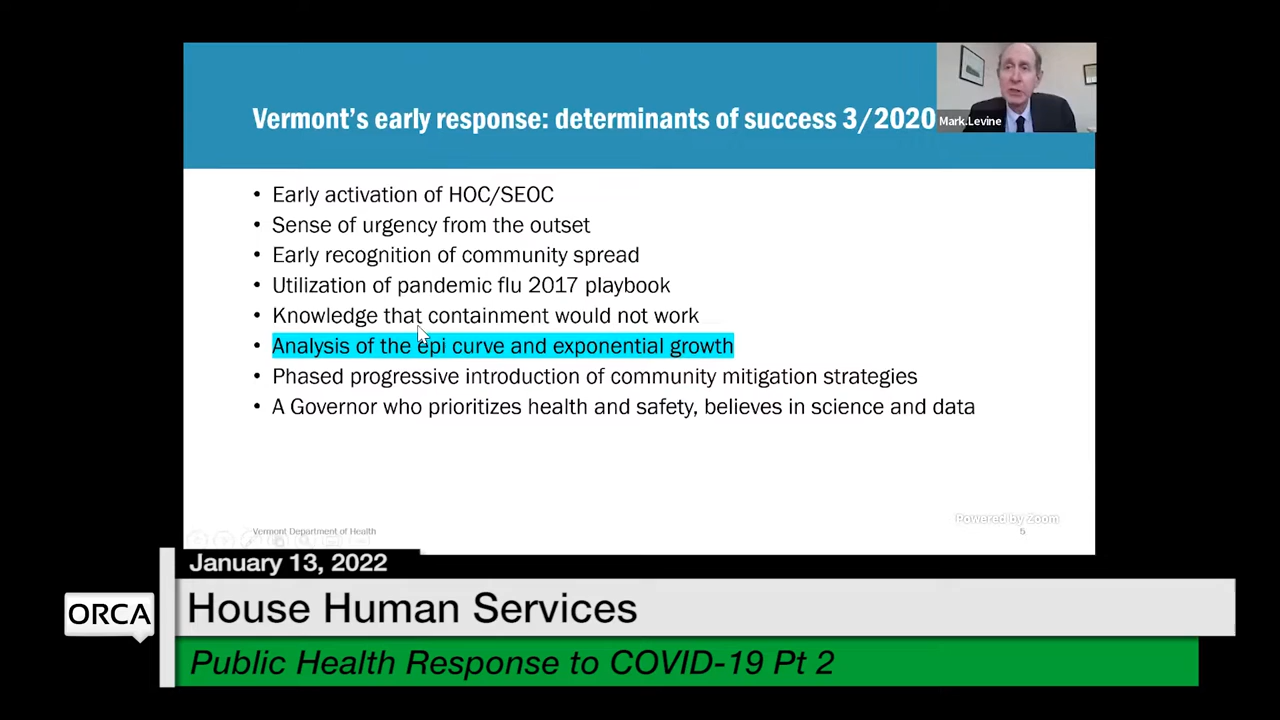 Vermont's early response: determinants of success 3/2020
Mark.Levine
• Early activation of HOC/SEOC
• Sense of urgency from the outset
• Early recognition of community spread
• Utilization of pandemic flu 2017 playbook
• Knowledge that containment would not work
• Analysis of the epi curve and exponential growth
• Phased progressive introduction of community mitigation strategies
• A Governor who prioritizes health and safety, believes in science and data
Powered by Zoom
Vermont Department of Health
5
January 13, 2022
ORCA
House Human Services
Public Health Response to COVID-19 Pt 2